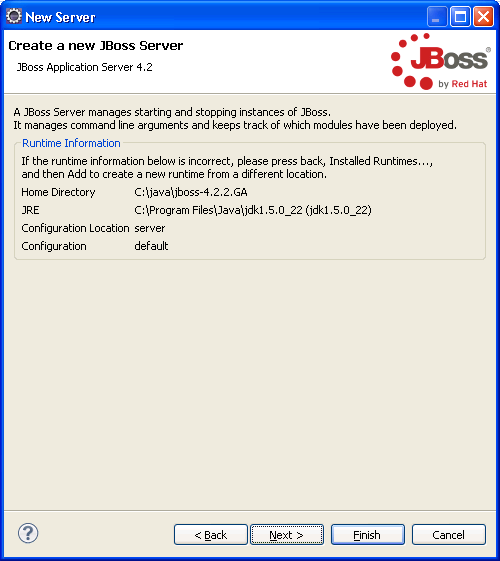 New Server
Create a new JBoss Server
JBoss Application Server 4.2
JBoss®
by Red Hat
A JBoss Server manages starting and stopping instances of JBoss.
It manages command line arguments and keeps track of which modules have been deployed.
Runtime Information
If the runtime information below is incorrect, please press back, Installed Runtimes...,
and then Add to create a new runtime from a different location.
Home Directory C:\java\jboss-4.2.2.GA
JRE C:\Program Files\Java\jdk1.5.0_22 (jdk1.5.0_22)
Configuration Location server
Configuration default
? < Back Next > Finish Cancel